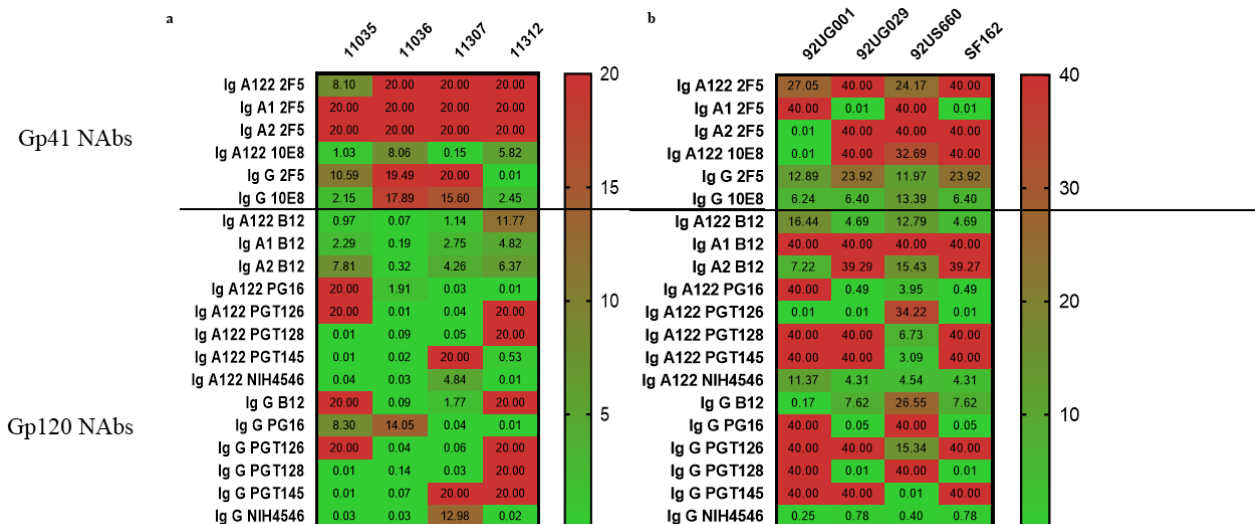 a
11035 11036 11307 11312
Gp41 NAbs
Ig A122 2F5 8.10 20.00 20.00 20.00
Ig A1 2F5 20.00 20.00 20.00 20.00
Ig A2 2F5 20.00 20.00 20.00 20.00
Ig A122 10E8 1.03 8.06 0.15 5.82
Ig G 2F5 10.59 19.49 20.00 0.01
Ig G 10E8 2.15 17.89 15.60 2.45
Gp120 NAbs
Ig A122 B12 0.97 0.07 1.14 11.77
Ig A1 B12 2.29 0.19 2.75 4.82
Ig A2 B12 7.81 0.32 4.26 6.37
Ig A122 PG16 20.00 1.91 0.03 0.01
Ig A122 PGT126 20.00 0.01 0.04 20.00
Ig A122 PGT128 0.01 0.09 0.05 20.00
Ig A122 PGT145 0.01 0.02 20.00 0.53
Ig A122 NIH4546 0.04 0.03 4.84 0.01
Ig G B12 20.00 0.09 1.77 20.00
Ig G PG16 8.30 14.05 0.04 0.01
Ig G PGT126 20.00 0.04 0.06 20.00
Ig G PGT128 0.01 0.14 0.03 20.00
Ig G PGT145 0.01 0.07 20.00 20.00
Ig G NIH4546 0.03 0.03 12.98 0.02
20
15
10
5
b
92UG001 92UG029 92US660 SF162
Ig A122 2F5 27.05 40.00 24.17 40.00
Ig A1 2F5 40.00 0.01 40.00 0.01
Ig A2 2F5 0.01 40.00 40.00 40.00
Ig A122 10E8 0.01 40.00 32.69 40.00
Ig G 2F5 12.89 23.92 11.97 23.92
Ig G 10E8 6.24 6.40 13.39 6.40
Ig A122 B12 16.44 4.69 12.79 4.69
Ig A1 B12 40.00 40.00 40.00 40.00
Ig A2 B12 7.22 39.29 15.43 39.27
Ig A122 PG16 40.00 0.49 3.95 0.49
Ig A122 PGT126 0.01 0.01 34.22 0.01
Ig A122 PGT128 40.00 40.00 6.73 40.00
Ig A122 PGT145 40.00 40.00 3.09 40.00
Ig A122 NIH4546 11.37 4.31 4.54 4.31
Ig G B12 0.17 7.62 26.55 7.62
Ig G PG16 40.00 0.05 40.00 0.05
Ig G PGT126 40.00 40.00 15.34 40.00
Ig G PGT128 40.00 0.01 40.00 0.01
Ig G PGT145 40.00 40.00 0.01 40.00
Ig G NIH4546 0.25 0.78 0.40 0.78
40
30
20
10